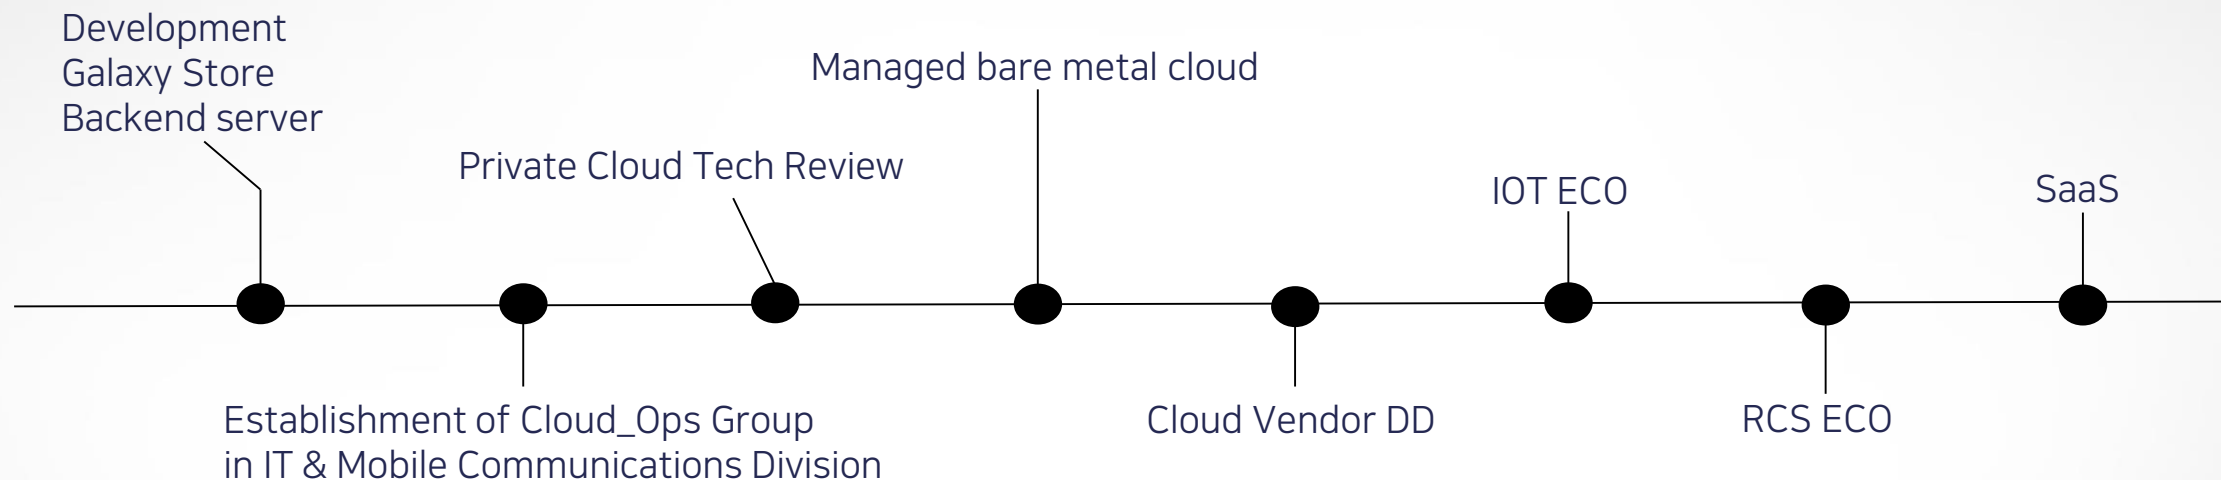 Development
Galaxy Store
Backend server
Establishment of Cloud_Ops Group
in IT & Mobile Communications Division
Private Cloud Tech Review
Managed bare metal cloud
Cloud Vendor DD
IOT ECO
RCS ECO
SaaS